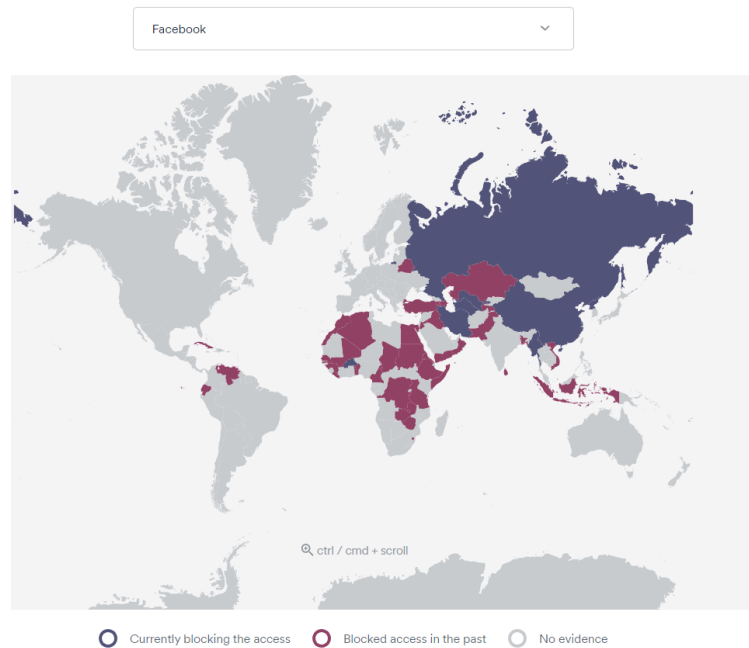 Facebook
ctrl / cmd + scroll
Currently blocking the access
Blocked access in the past
No evidence